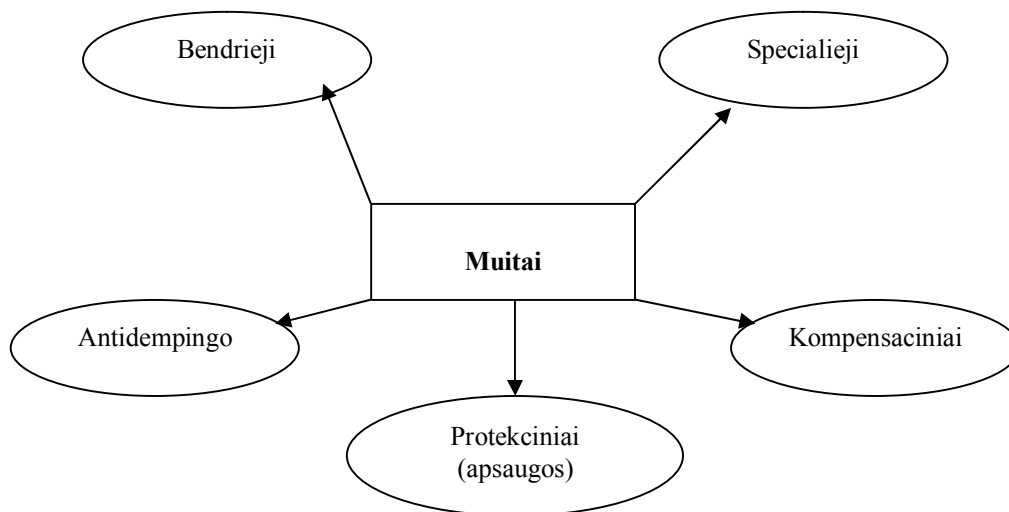 Bendrieji
Specialieji
Muitai
Antidempingo
Kompensaciniai
Protekciniai
(apsaugos)